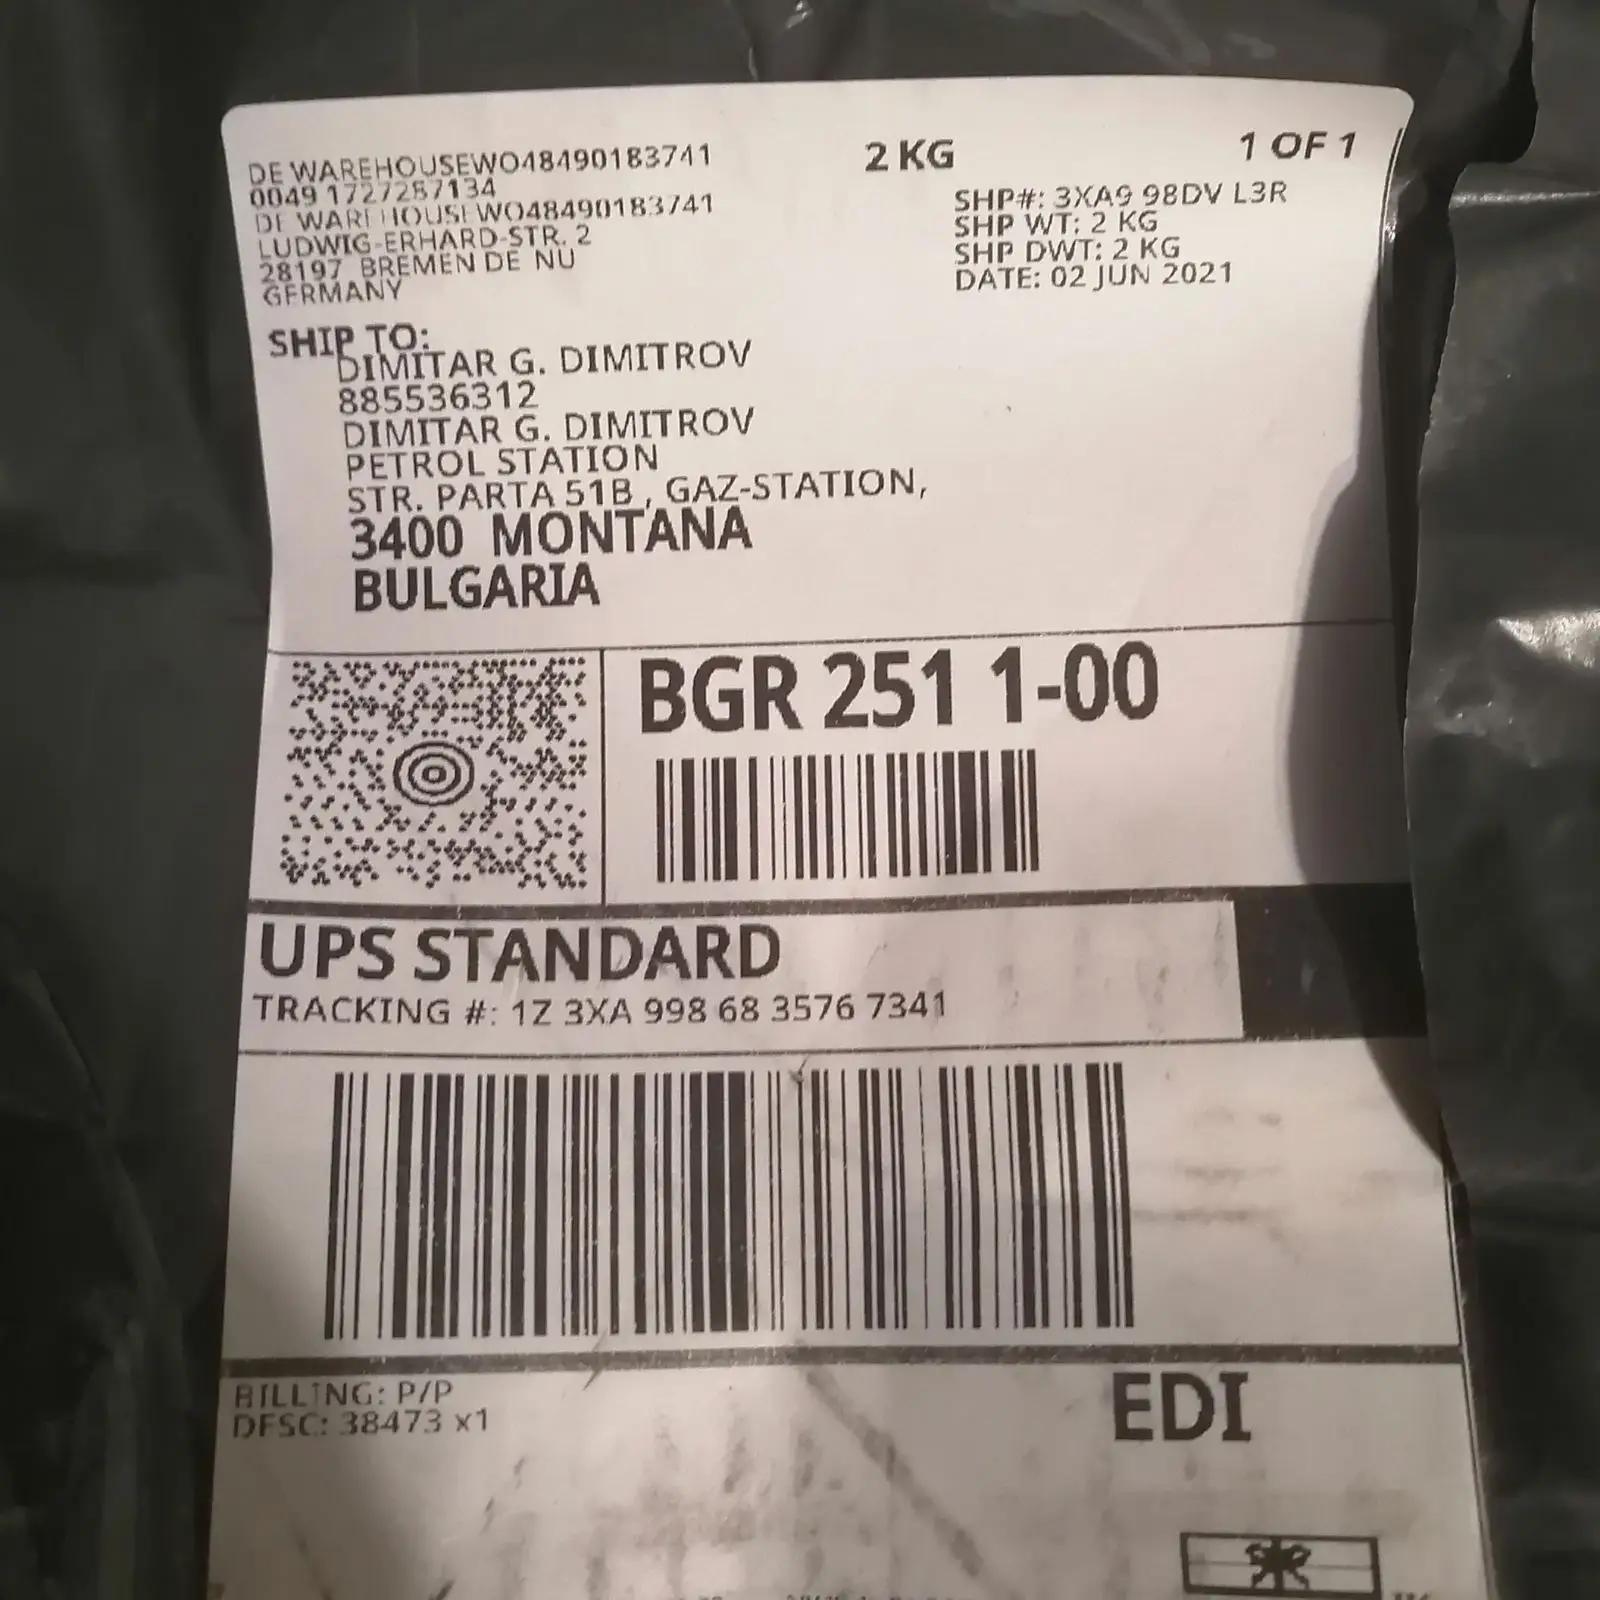 DE WAREHOUSEWO48490183741
0049 1727287134
DE WAREHOUSEWO48490183741
LUDWIG-ERHARD-STR. 2
28197 BREMEN DE NU
GERMANY
2 KG
1 OF 1
SHP#: 3XA9 98DV L3R
SHP WT: 2 KG
SHP DWT: 2 KG
DATE: 02 JUN 2021
SHIP TO:
DIMITAR G. DIMITROV
885536312
DIMITAR G. DIMITROV
PETROL STATION
STR. PARTA 51B , GAZ-STATION,
3400 MONTANA
BULGARIA
BGR 251 1-00
UPS STANDARD
TRACKING #: 1Z 3XA 998 68 3576 7341
BILLING: P/P
DESC: 38473 x1
EDI